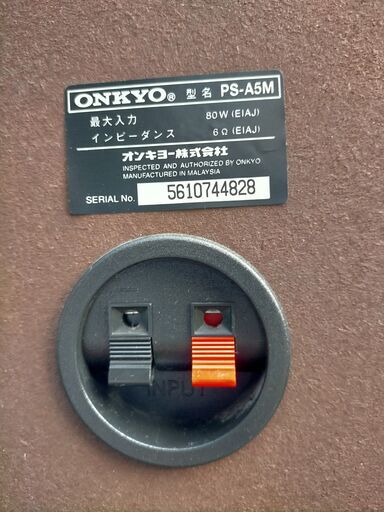 ONKYO® 型名 PS-A5M
最大入力 80W (EIAJ)
インピーダンス 6Ω (EIAJ)
オンキヨー株式会社
INSPECTED AND AUTHORIZED BY ONKYO
MANUFACTURED IN MALAYSIA
SERIAL No. 5610744828
INPUT